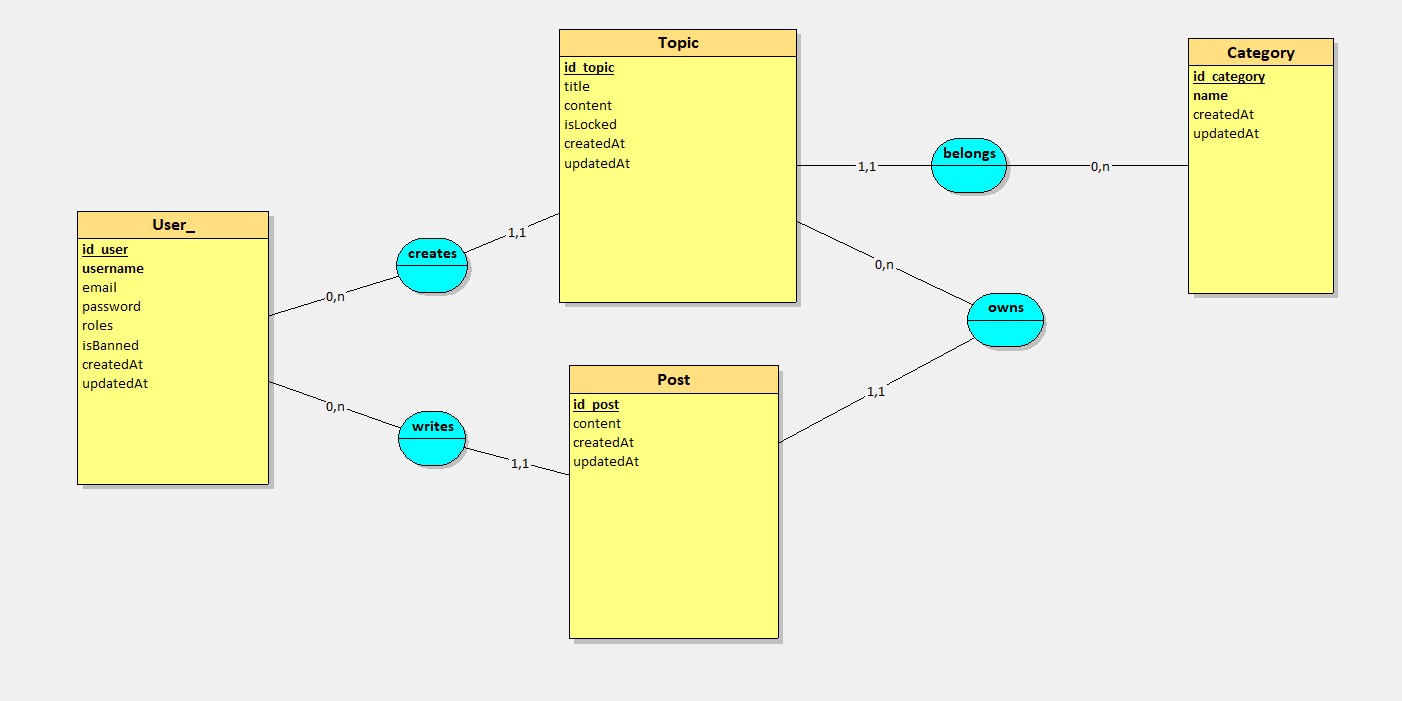 Topic
id_topic
title
content
isLocked
createdAt
updatedAt
Category
id_category
name
createdAt
updatedAt
belongs
1,1
0,n
User_
id_user
username
email
password
roles
isBanned
createdAt
updatedAt
creates
0,n
1,1
owns
0,n
1,1
writes
0,n
1,1
Post
id_post
content
createdAt
updatedAt